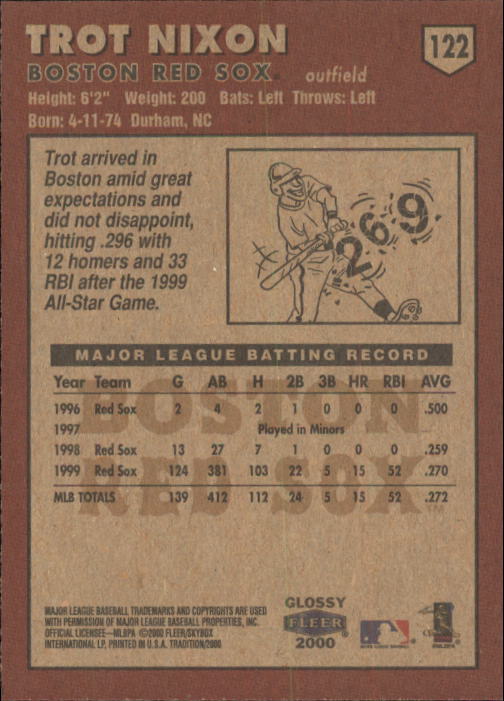 TROT NIXON
122
BOSTON RED SOX outfield
Height: 6'2" Weight: 200 Bats: Left Throws: Left
Born: 4-11-74 Durham, NC
Trot arrived in
Boston amid great
expectations and
did not disappoint,
hitting .296 with
12 homers and 33
RBI after the 1999
All-Star Game.
269
MAJOR LEAGUE BATTING RECORD
Year Team G AB H 2B 3B HR RBI AVG
BOSTON
1996 Red Sox 2 4 2 1 0 0 0 .500
1997 Played in Minors
1998 Red Sox 13 27 7 1 0 0 0 .259
RED SOX
1999 Red Sox 124 381 103 22 5 15 52 .270
MLB TOTALS 139 412 112 24 5 15 52 .272
TM
MAJOR LEAGUE BASEBALL TRADEMARKS AND COPYRIGHTS ARE USED
WITH PERMISSION OF MAJOR LEAGUE BASEBALL PROPERTIES, INC.
OFFICIAL LICENSEE—MLBPA ©2000 FLEER/SKYBOX
INTERNATIONAL LP, PRINTED IN U.S.A. TRADITION/2000
GLOSSY
FLEER
2000